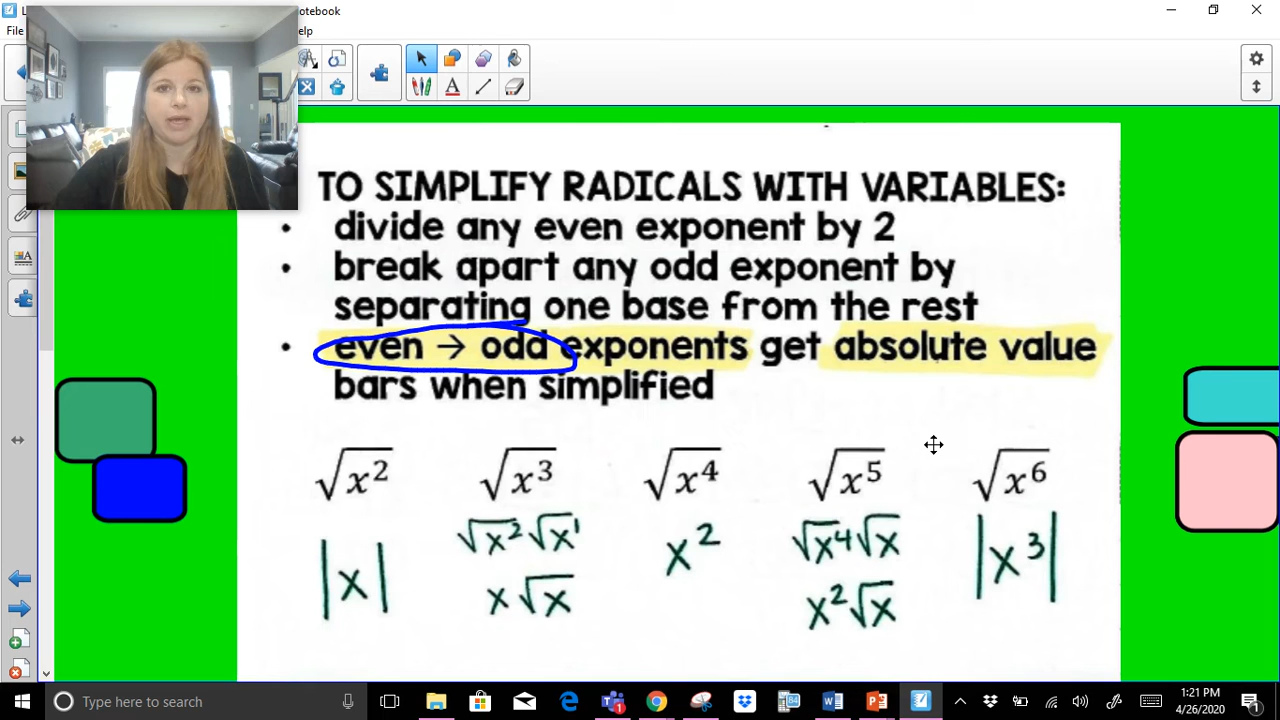 otebook
File
elp
TO SIMPLIFY RADICALS WITH VARIABLES:
• divide any even exponent by 2
• break apart any odd exponent by
separating one base from the rest
• even → odd exponents get absolute value
bars when simplified
√x² √x³ √x⁴ √x⁵ √x⁶
|x| √x² √x¹ x² √x⁴ √x |x³|
x√x x²√x
Type here to search
1:21 PM
4/26/2020